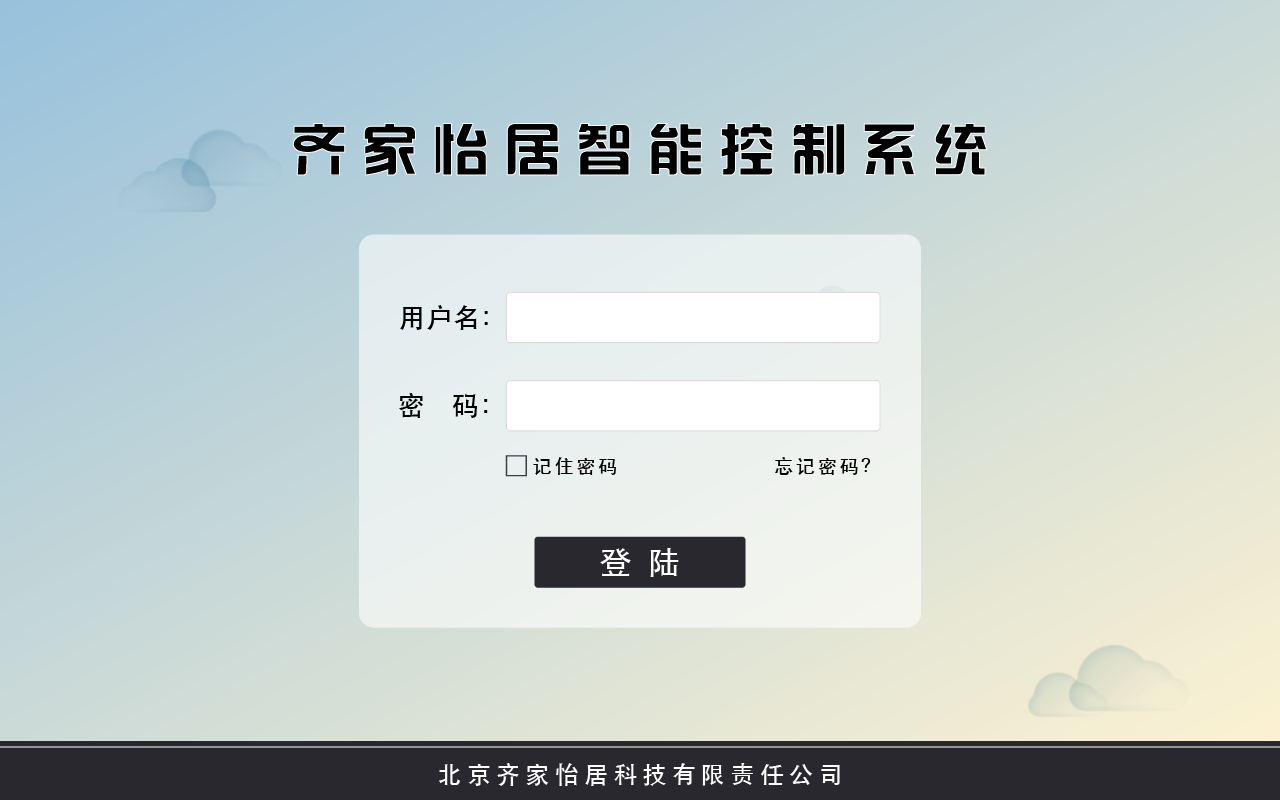 齐家怡居智能控制系统
用户名：
密 码：
记住密码 忘记密码？
登 陆
北京齐家怡居科技有限责任公司